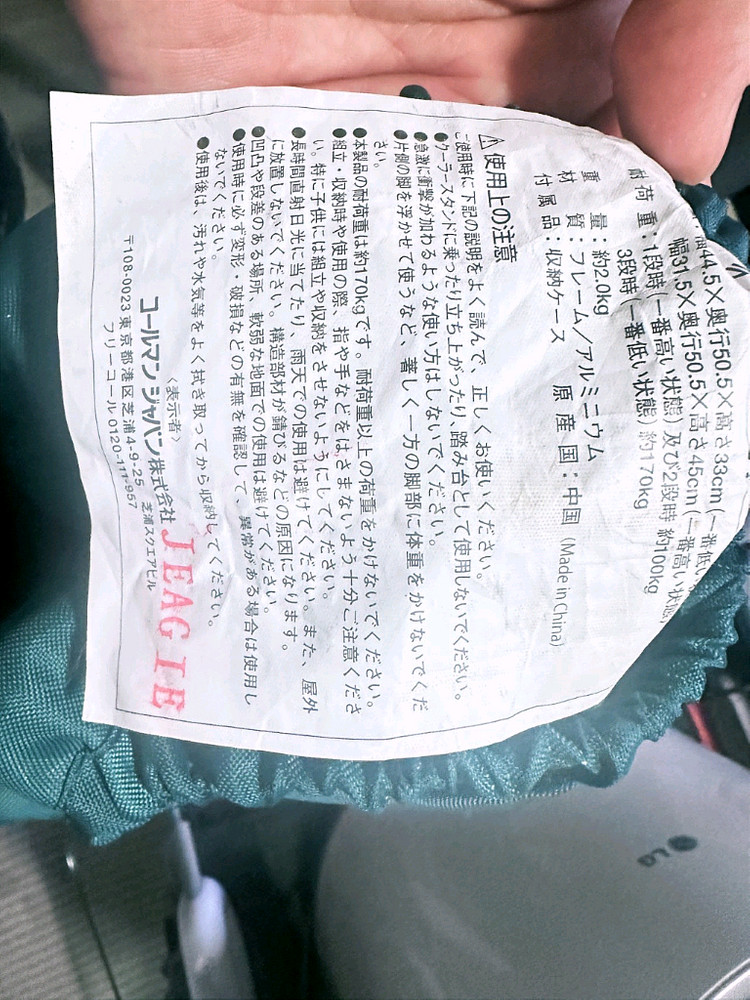 幅44.5×奥行50.5×高さ33cm(一番低い
幅31.5×奥行50.5×高さ45cm(二番高い状態)
耐荷重:1段時(一番高い状態)及び2段時 約100kg
3段時(一番低い状態)約170kg
重 量:約2.0kg
材 質:フレーム/アルミニウム
付属品:収納ケース 原産国:中国(Made in China)
⚠使用上の注意
ご使用時に下記の説明をよく読んで、正しくお使いください。
●クーラースタンドに乗ったり立ち上がったり、踏み台として使用しないでください。
●急激に衝撃が加わるような使い方はしないでください。
●片側の脚を浮かせて使うなど、著しく一方の脚部に体重をかけないでくだ
さい。
●本製品の耐荷重は約170kgです。耐荷重以上の荷重をかけないでください。
●組立・収納時や使用の際、指や手などをはさまないよう十分ご注意くださ
い。特に子供には組立や収納をさせないようにしてください。
●長時間直射日光に当てたり、雨天での使用は避けてください。また、屋外
に放置しないでください。構造部材が錆びるなどの原因になります。
●凹凸や段差のある場所、軟弱な地面での使用は避けてください。
●使用時に必ず変形、破損などの有無を確認して、異常がある場合は使用し
ないでください。
●使用後は、汚れや水気等をよく拭き取ってから収納してください。
〈表示者〉
コールマン ジャパン株式会社
〒108-0023 東京都港区芝浦4-9-25 芝浦スクエアビル
フリーコール 0120-111-957
JEAGIE
LG